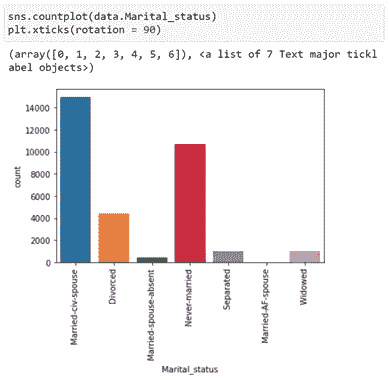 sns.countplot(data.Marital_status)
plt.xticks(rotation = 90)
(array([0, 1, 2, 3, 4, 5, 6]), <a list of 7 Text major tickl
abel objects>)
14000
12000
10000
8000
6000
4000
2000
0
count
Married-civ-spouse
Divorced
Married-spouse-absent
Never-married
Separated
Married-AF-spouse
Widowed
Marital_status